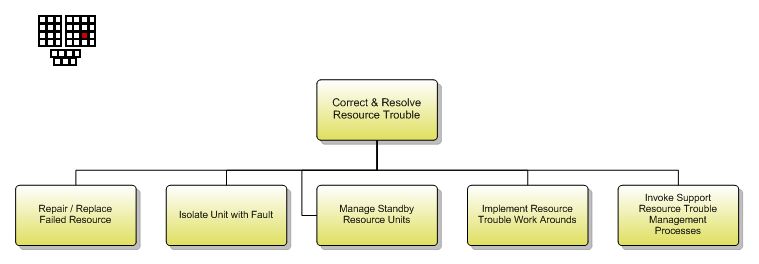 Correct & Resolve
Resource Trouble
Repair / Replace
Failed Resource
Isolate Unit with Fault
Manage Standby
Resource Units
Implement Resource
Trouble Work Arounds
Invoke Support
Resource Trouble
Management
Processes